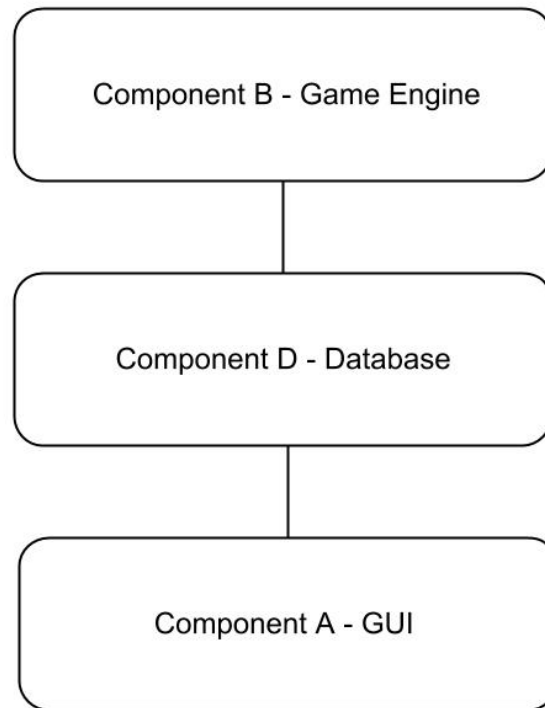 Component B - Game Engine
Component D - Database
Component A - GUI